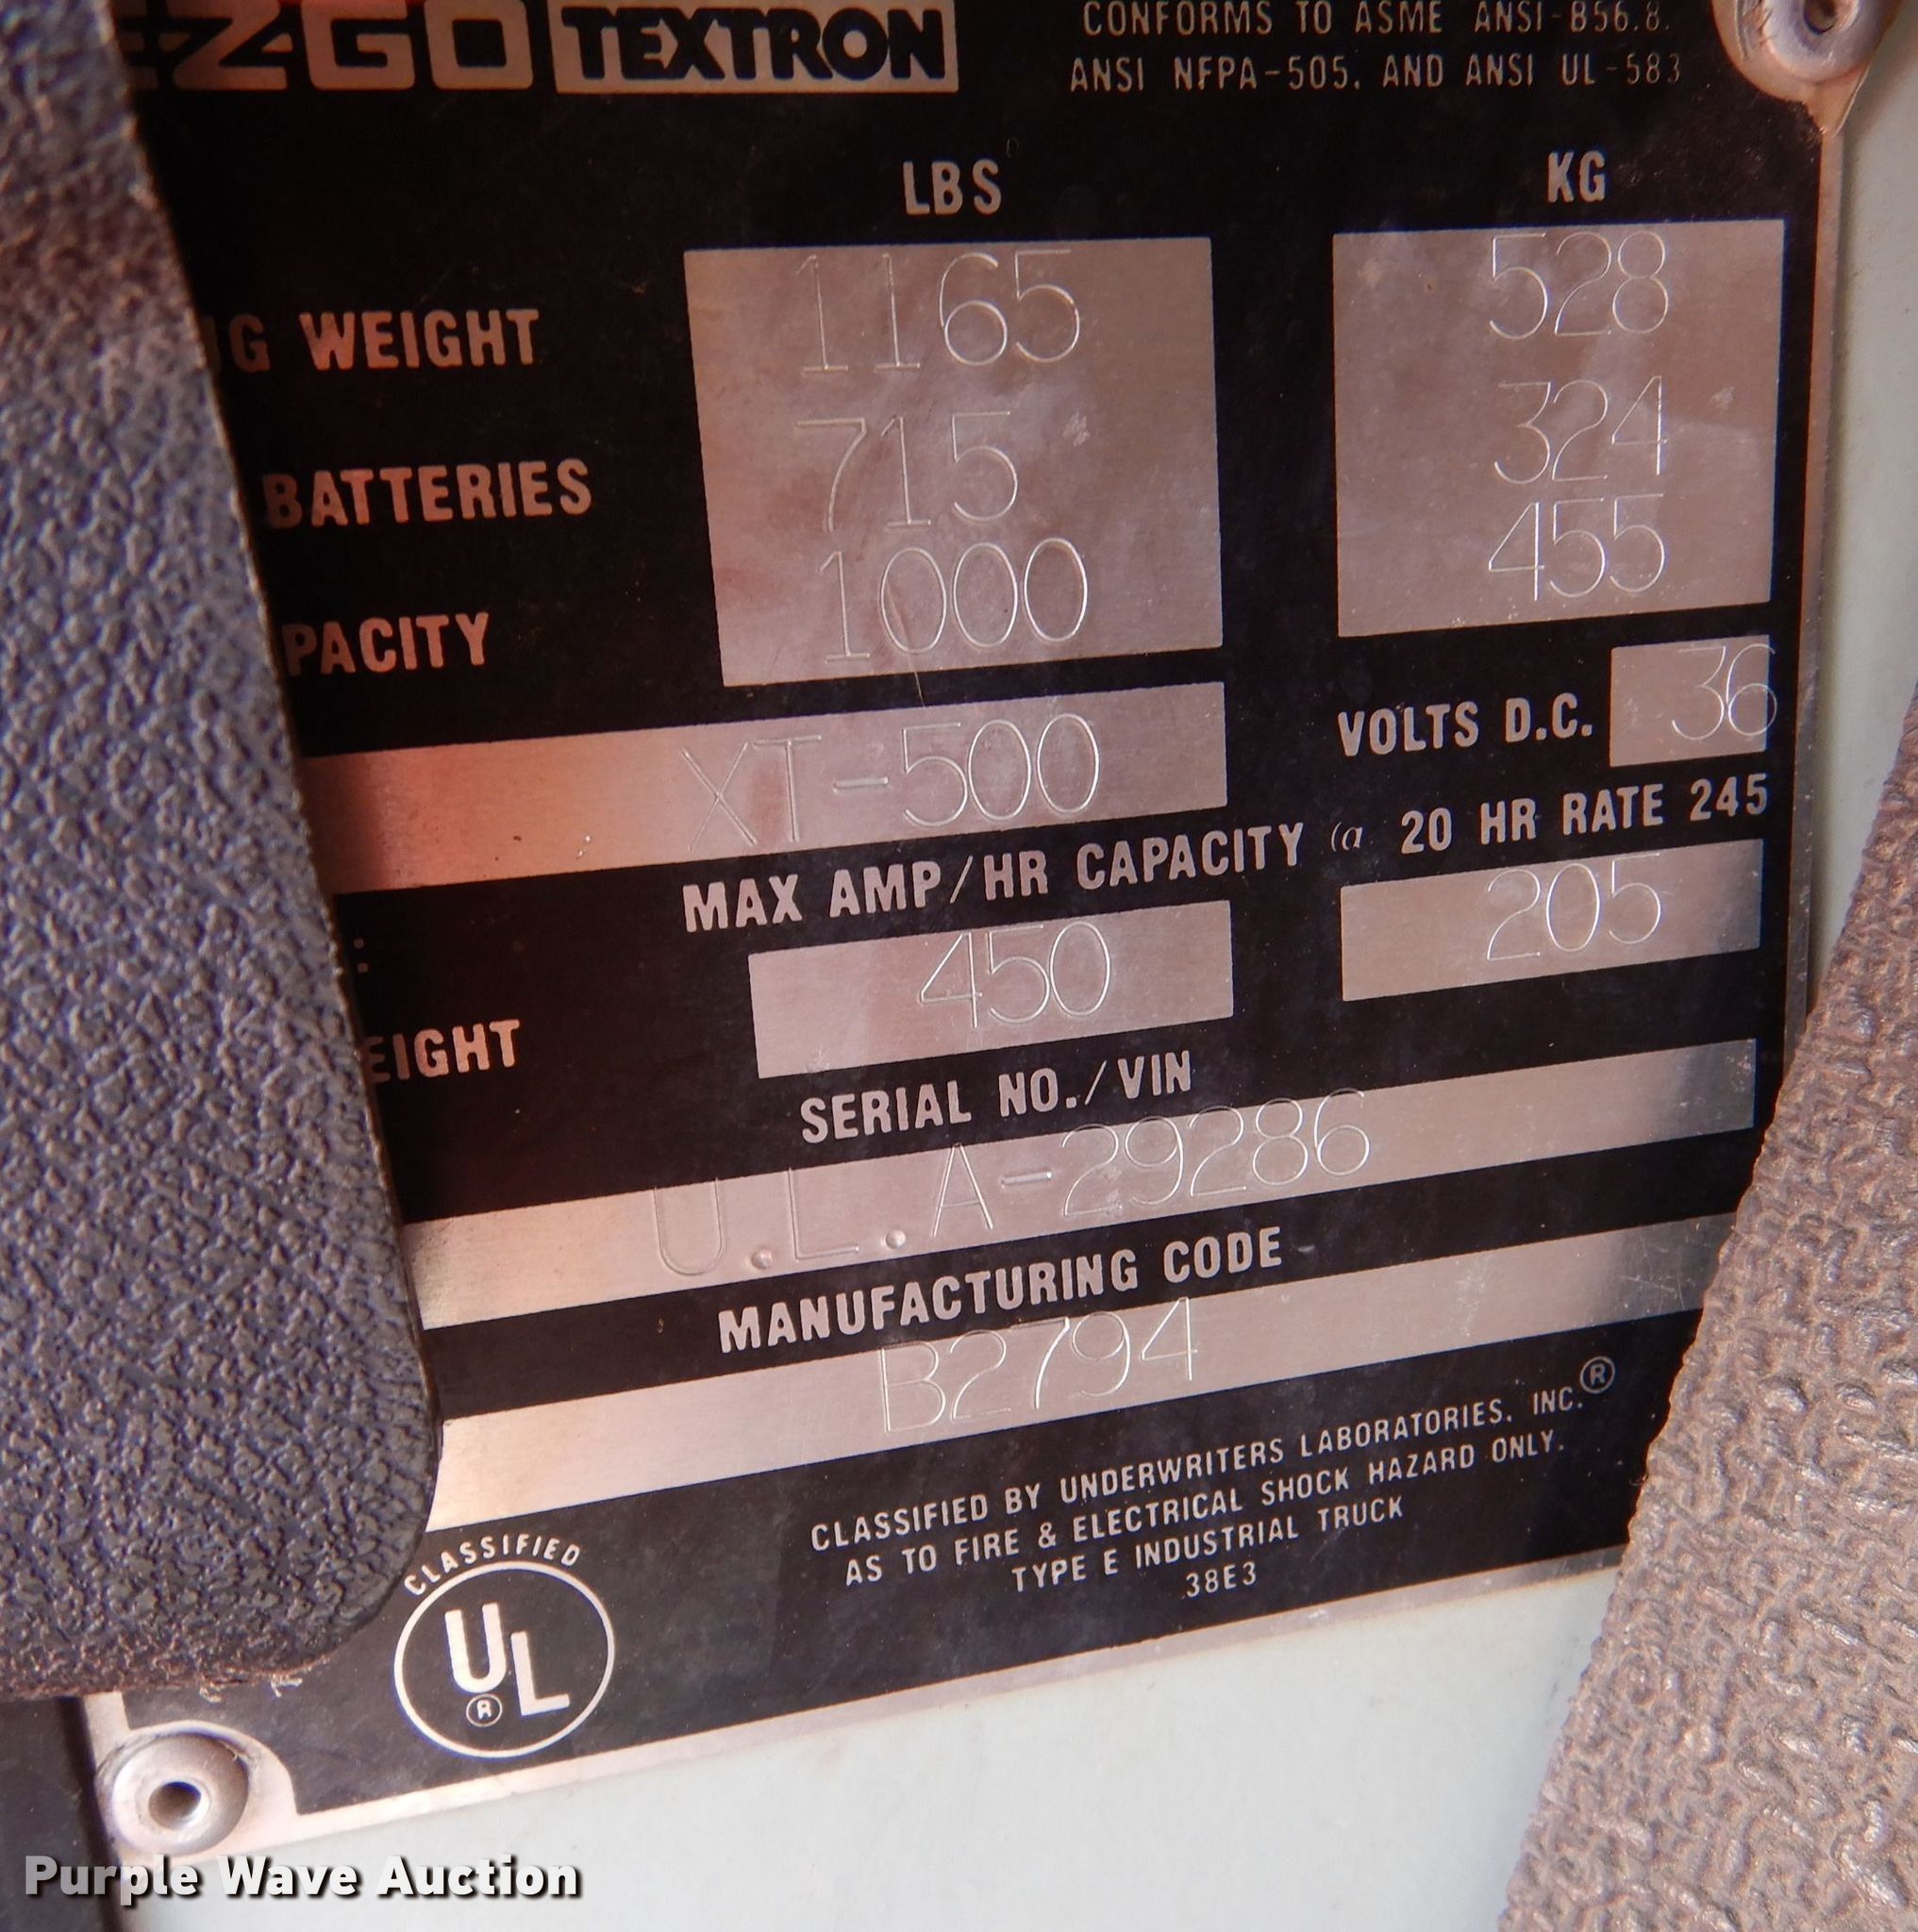 EZGO TEXTRON
CONFORMS TO ASME ANSI-B56.8.
ANSI NFPA-505. AND ANSI UL-583
LBS KG
G WEIGHT 1165 528
BATTERIES 715 324
PACITY 1000 455
XT-500 VOLTS D.C. 36
MAX AMP/HR CAPACITY @ 20 HR RATE 245
:
EIGHT 450 205
SERIAL NO./VIN
U.L.A-29286
MANUFACTURING CODE
B2794
CLASSIFIED BY UNDERWRITERS LABORATORIES. INC.®
AS TO FIRE & ELECTRICAL SHOCK HAZARD ONLY.
TYPE E INDUSTRIAL TRUCK
38E3
CLASSIFIED
UL
®
Purple Wave Auction